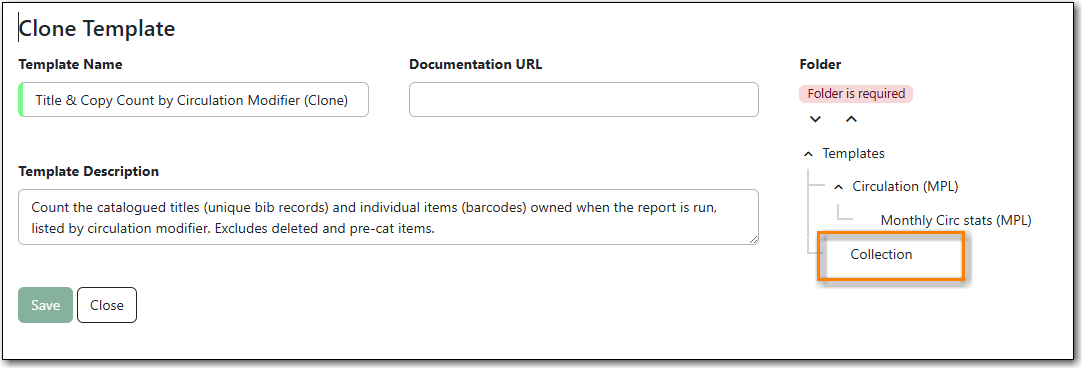 Clone Template
Template Name
Documentation URL
Folder
Title & Copy Count by Circulation Modifier (Clone)
Folder is required
Templates
Circulation (MPL)
Monthly Circ stats (MPL)
Collection
Template Description
Count the catalogued titles (unique bib records) and individual items (barcodes) owned when the report is run,
listed by circulation modifier. Excludes deleted and pre-cat items.
Save
Close